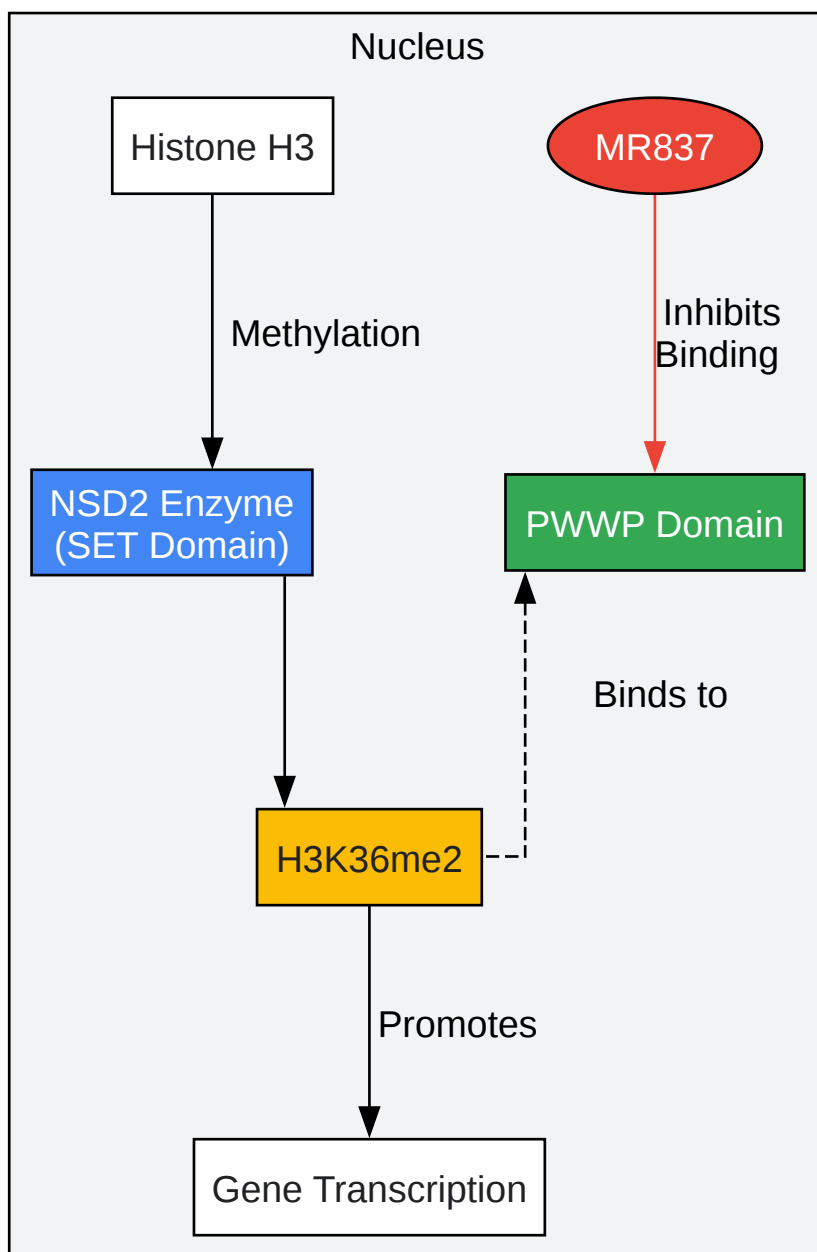 Nucleus
Histone H3
MR837
Methylation
Inhibits
Binding
NSD2 Enzyme
(SET Domain)
PWWP Domain
Binds to
H3K36me2
Promotes
Gene Transcription